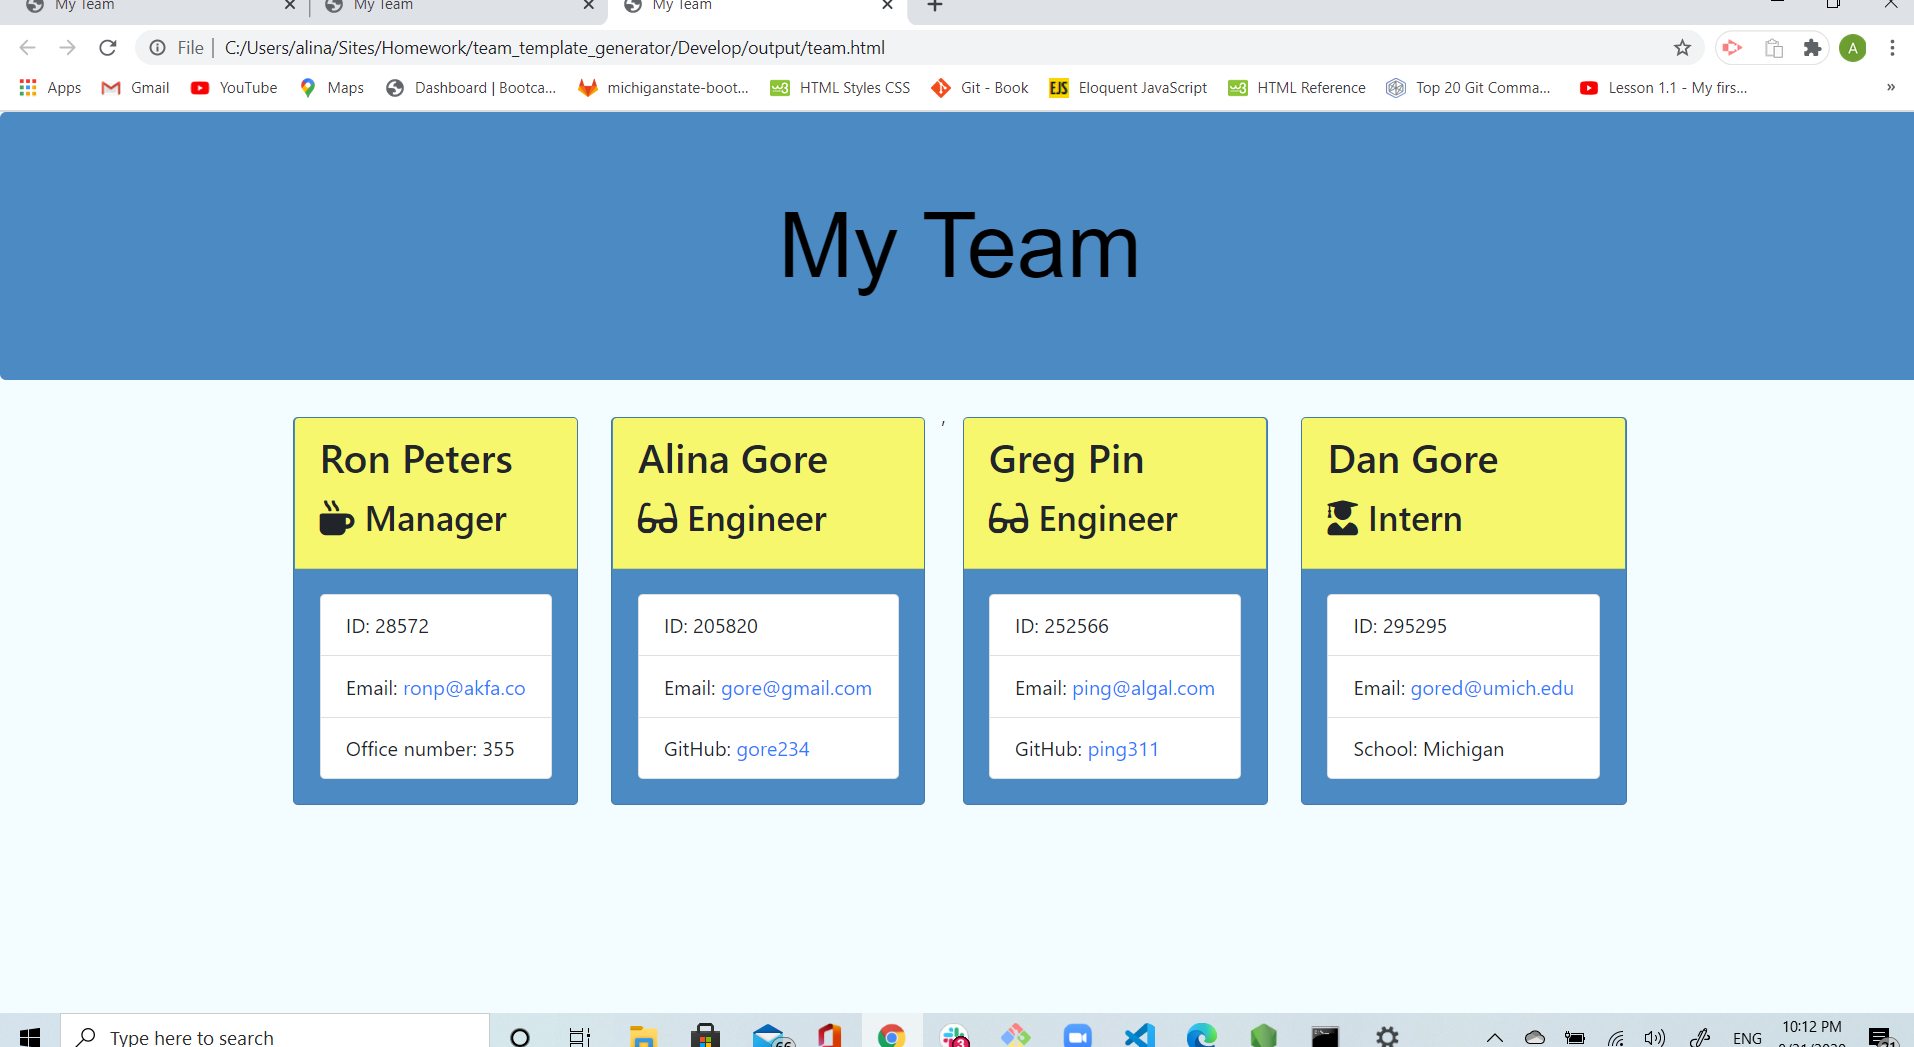 My Team My Team My Team
File C:/Users/alina/Sites/Homework/team_template_generator/Develop/output/team.html A
Apps Gmail YouTube Maps Dashboard | Bootca... michiganstate-boot... HTML Styles CSS EJS Git - Book Eloquent JavaScript HTML Reference Top 20 Git Comma... Lesson 1.1 - My firs... »
My Team
Ron Peters
Manager
ID: 28572
Email: ronp@akfa.co
Office number: 355
Alina Gore
Engineer
ID: 205820
Email: gore@gmail.com
GitHub: gore234
,
Greg Pin
Engineer
ID: 252566
Email: ping@algal.com
GitHub: ping311
Dan Gore
Intern
ID: 295295
Email: gored@umich.edu
School: Michigan
Type here to search 66 3 ENG 10:12 PM